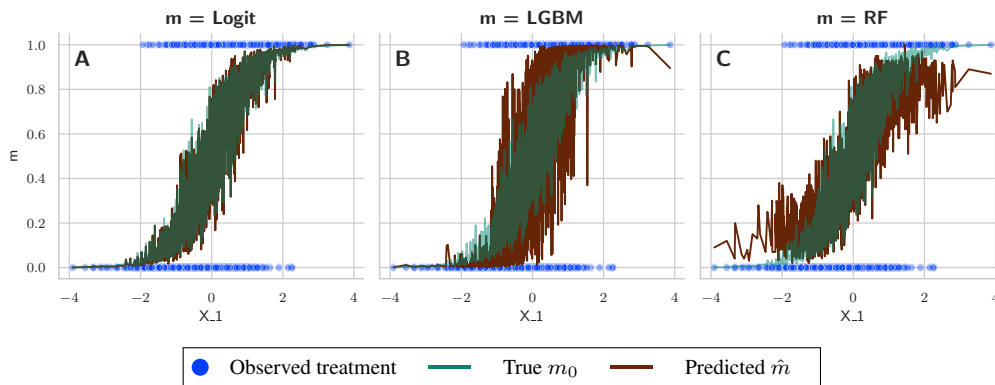 m = Logit
m = LGBM
m = RF
A
B
C
1.0
0.8
0.6
0.4
0.2
0.0
m
−4 −2 0 2 4
−4 −2 0 2 4
−4 −2 0 2 4
X_1
X_1
X_1
Observed treatment True m₀ Predicted m̂